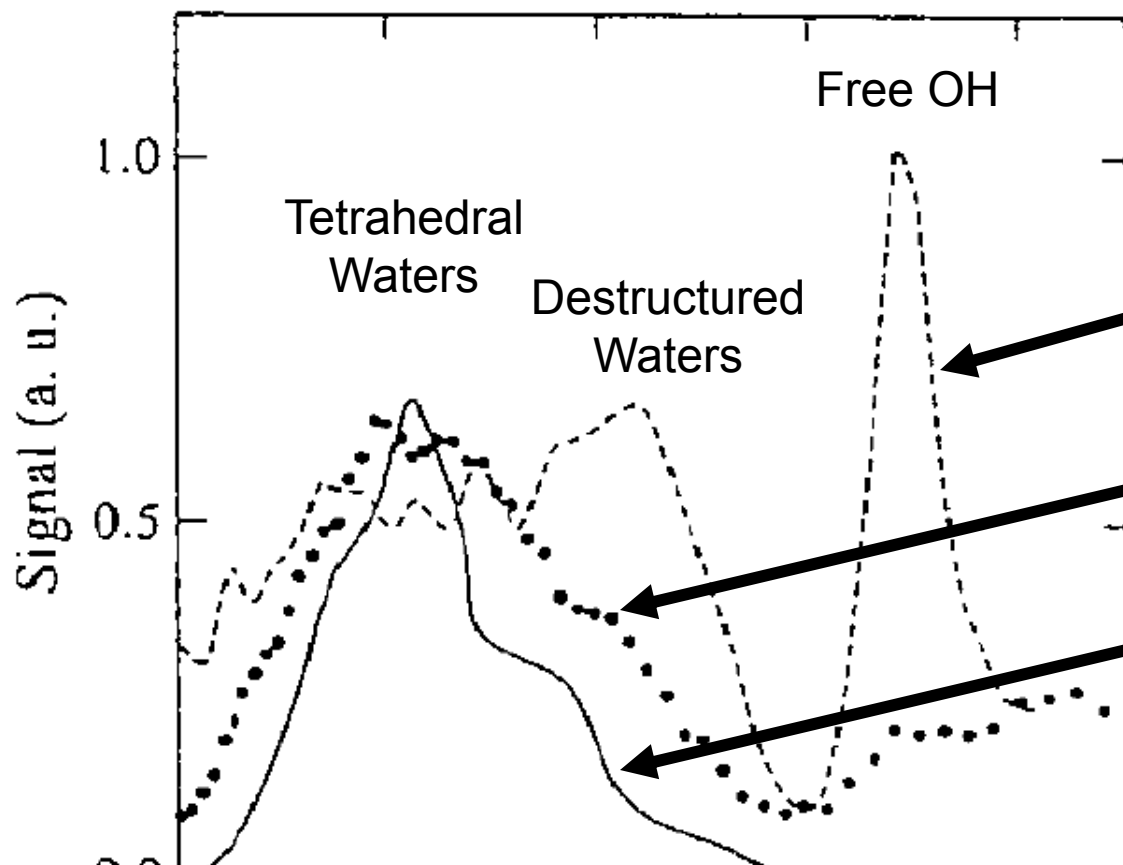 Free OH
1.0
Tetrahedral
Waters
Destructured
Waters
Signal (a. u.)
0.5